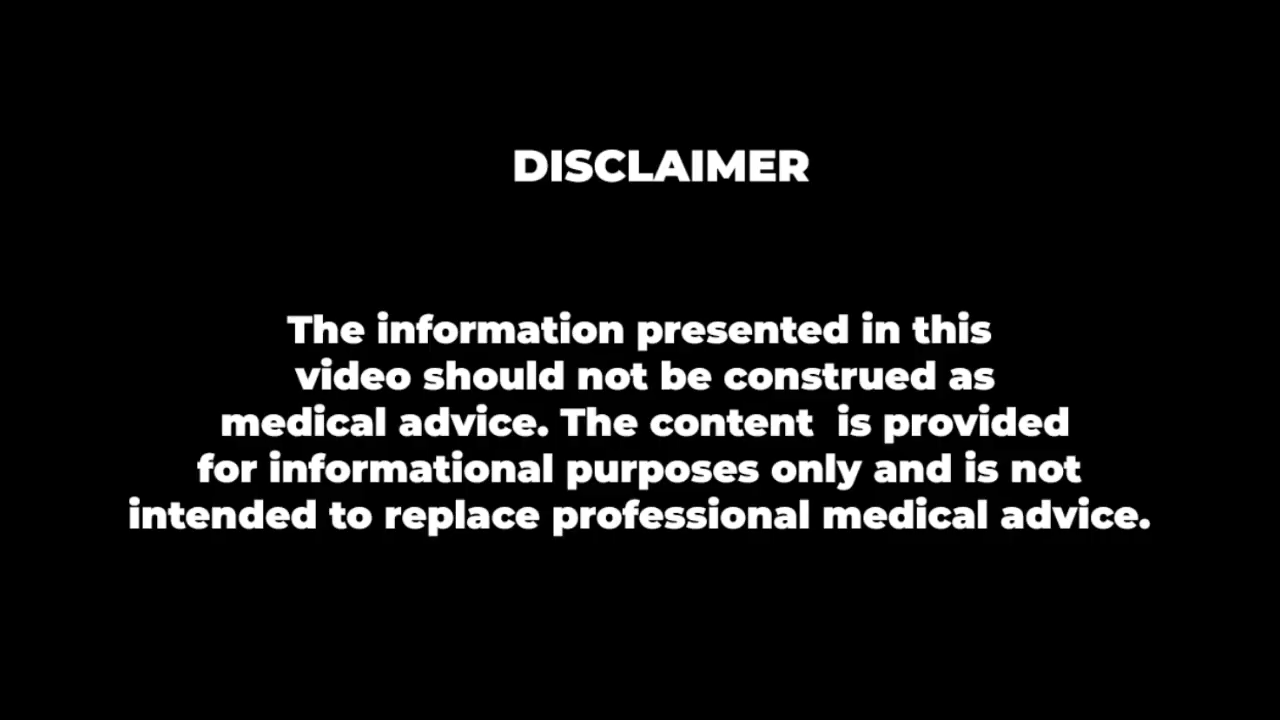 DISCLAIMER
The information presented in this
video should not be construed as
medical advice. The content  is provided
for informational purposes only and is not
intended to replace professional medical advice.